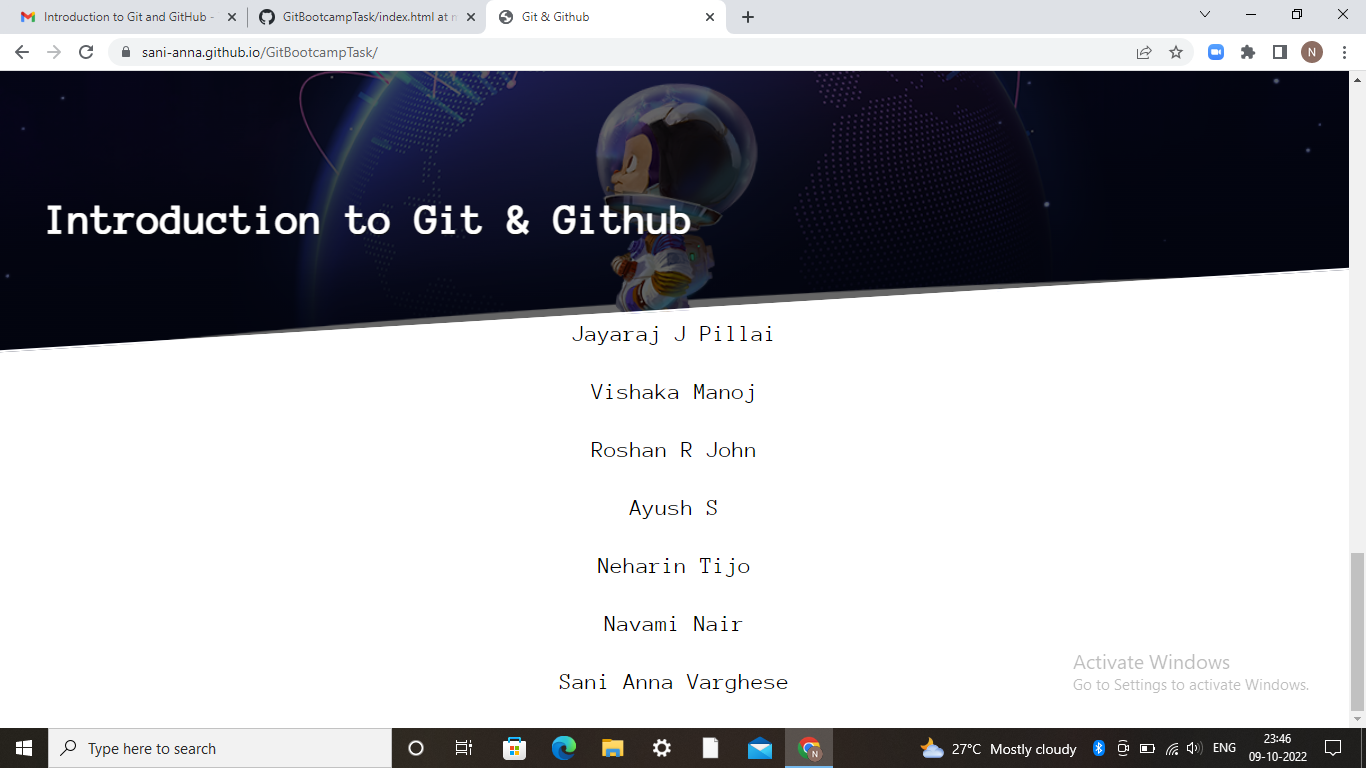 Introduction to Git and GitHub -
GitBootcampTask/index.html at m
Git & Github
sani-anna.github.io/GitBootcampTask/
N
Introduction to Git & Github
Jayaraj J Pillai
Vishaka Manoj
Roshan R John
Ayush S
Neharin Tijo
Navami Nair
Sani Anna Varghese
Activate Windows
Go to Settings to activate Windows.
Type here to search
N
27°C Mostly cloudy
ENG
23:46
09-10-2022